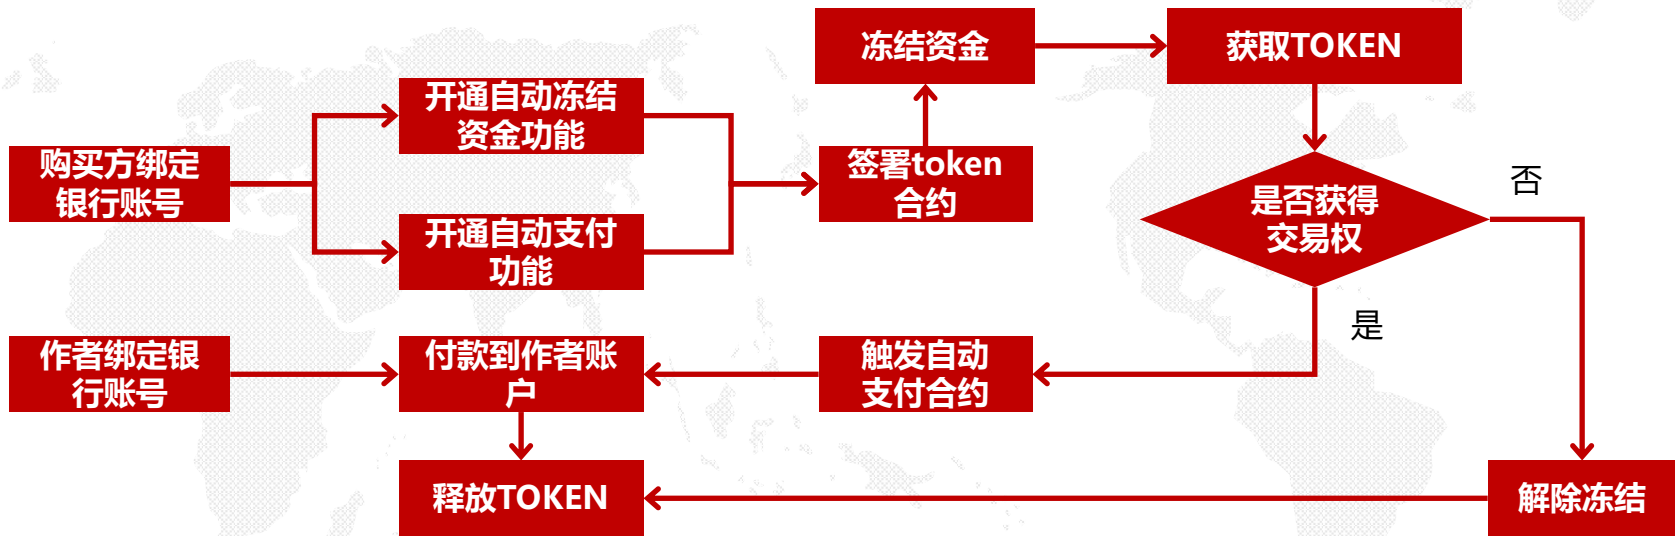 冻结资金
获取TOKEN
开通自动冻结
资金功能
购买方绑定
银行账号
签署token
合约
是否获得
交易权
否
开通自动支付
功能
是
作者绑定银
行账号
付款到作者账
户
触发自动
支付合约
释放TOKEN
解除冻结